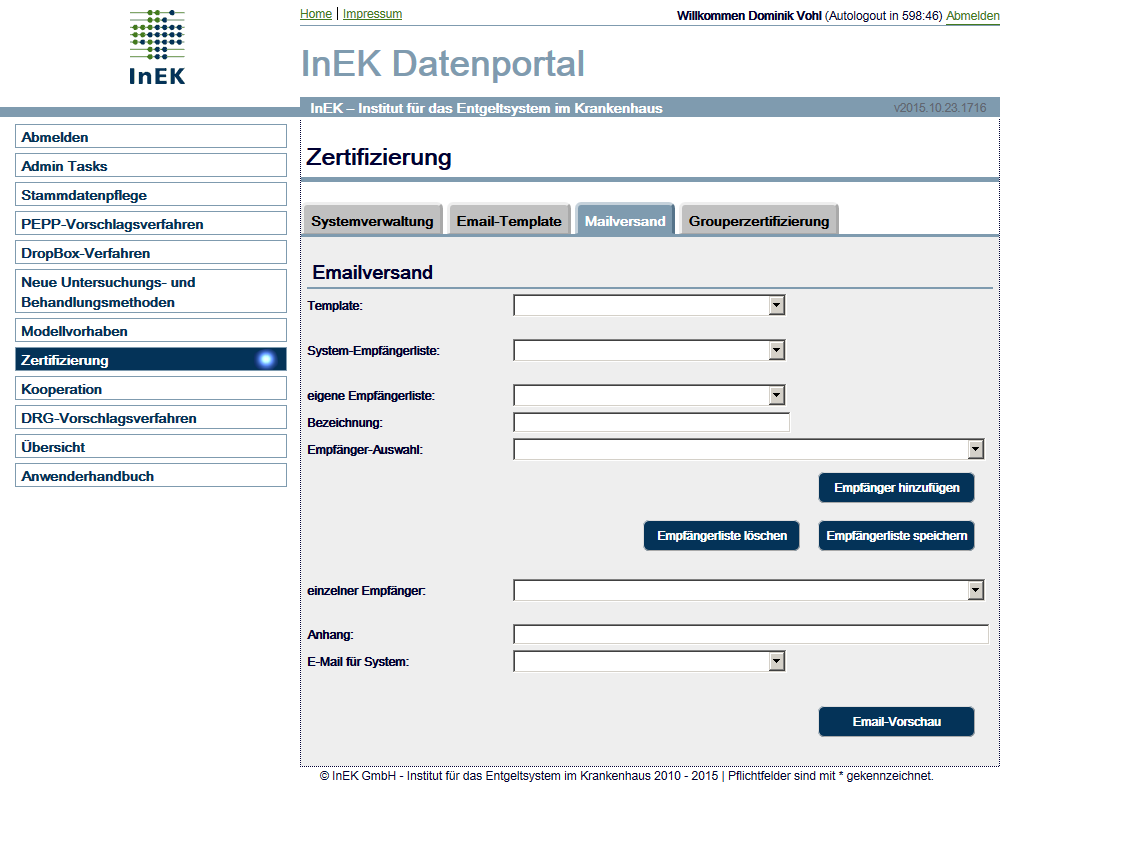 InEK
Home | Impressum
Willkommen Dominik Vohl (Autologout in 598:46) Abmelden
InEK Datenportal
InEK – Institut für das Entgeltsystem im Krankenhaus
v2015.10.23.1716
Abmelden
Admin Tasks
Stammdatenpflege
PEPP-Vorschlagsverfahren
DropBox-Verfahren
Neue Untersuchungs- und
Behandlungsmethoden
Modellvorhaben
Zertifizierung
Kooperation
DRG-Vorschlagsverfahren
Übersicht
Anwenderhandbuch
Zertifizierung
Systemverwaltung
Email-Template
Mailversand
Grouperzertifizierung
Emailversand
Template:
System-Empfängerliste:
eigene Empfängerliste:
Bezeichnung:
Empfänger-Auswahl:
Empfänger hinzufügen
Empfängerliste löschen
Empfängerliste speichern
einzelner Empfänger:
Anhang:
E-Mail für System:
Email-Vorschau
© InEK GmbH - Institut für das Entgeltsystem im Krankenhaus 2010 - 2015 | Pflichtfelder sind mit * gekennzeichnet.